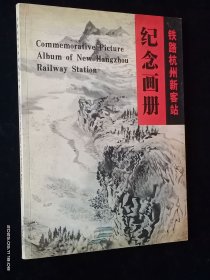 铁路杭州新客站
纪念画册
Commemorative Picture
Album of New Hangzhou
Railway Station